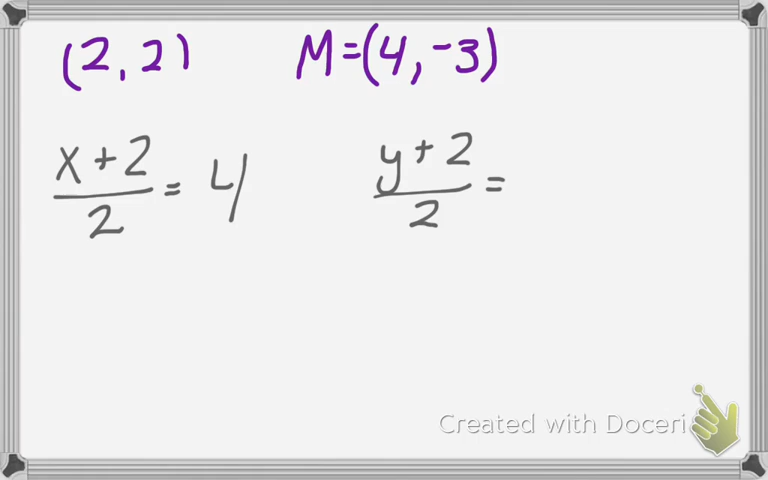 (2, 2) M=(4, -3)
x+2/2 = 4 y+2/2 =
Created with Doceri